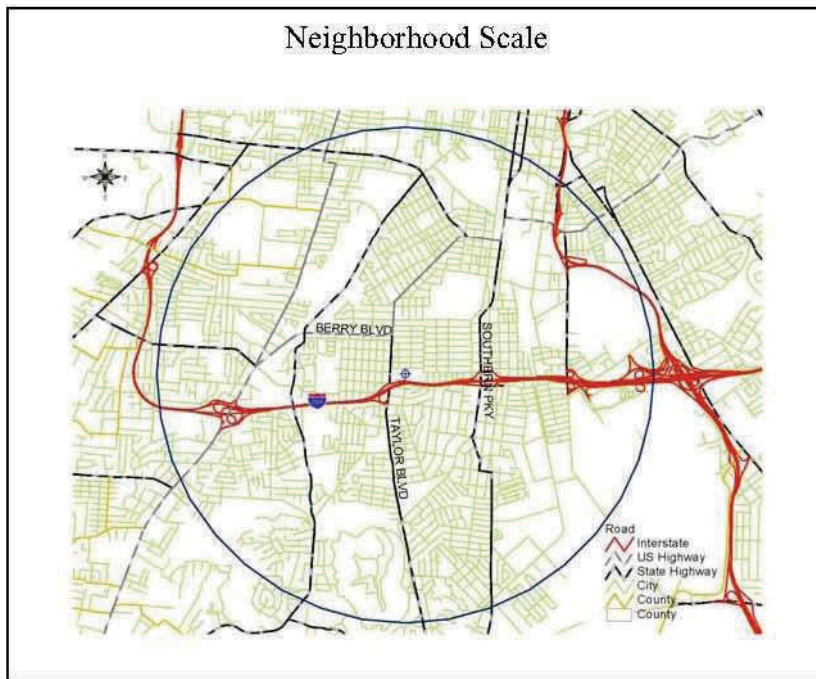 Neighborhood Scale
BERRY BLVD
SOUTHERN PKY
TAYLOR BLVD
Road
Interstate
US Highway
State Highway
City
County
County